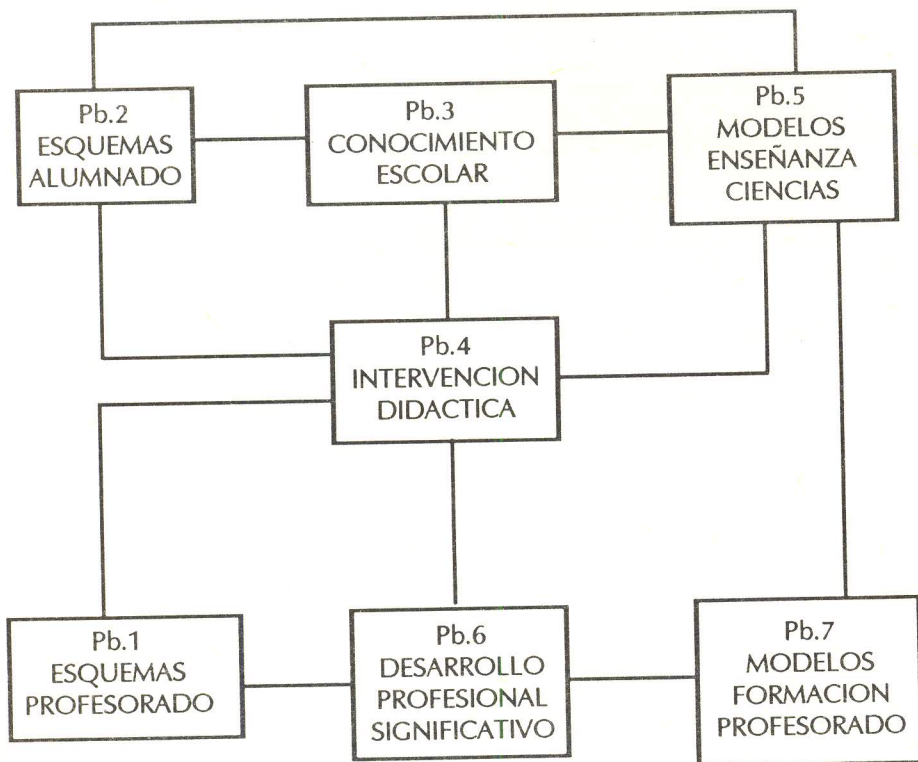 Pb.2
ESQUEMAS
ALUMNADO
Pb.3
CONOCIMIENTO
ESCOLAR
Pb.5
MODELOS
ENSEÑANZA
CIENCIAS
Pb.4
INTERVENCION
DIDACTICA
Pb.1
ESQUEMAS
PROFESORADO
Pb.6
DESARROLLO
PROFESIONAL
SIGNIFICATIVO
Pb.7
MODELOS
FORMACION
PROFESORADO